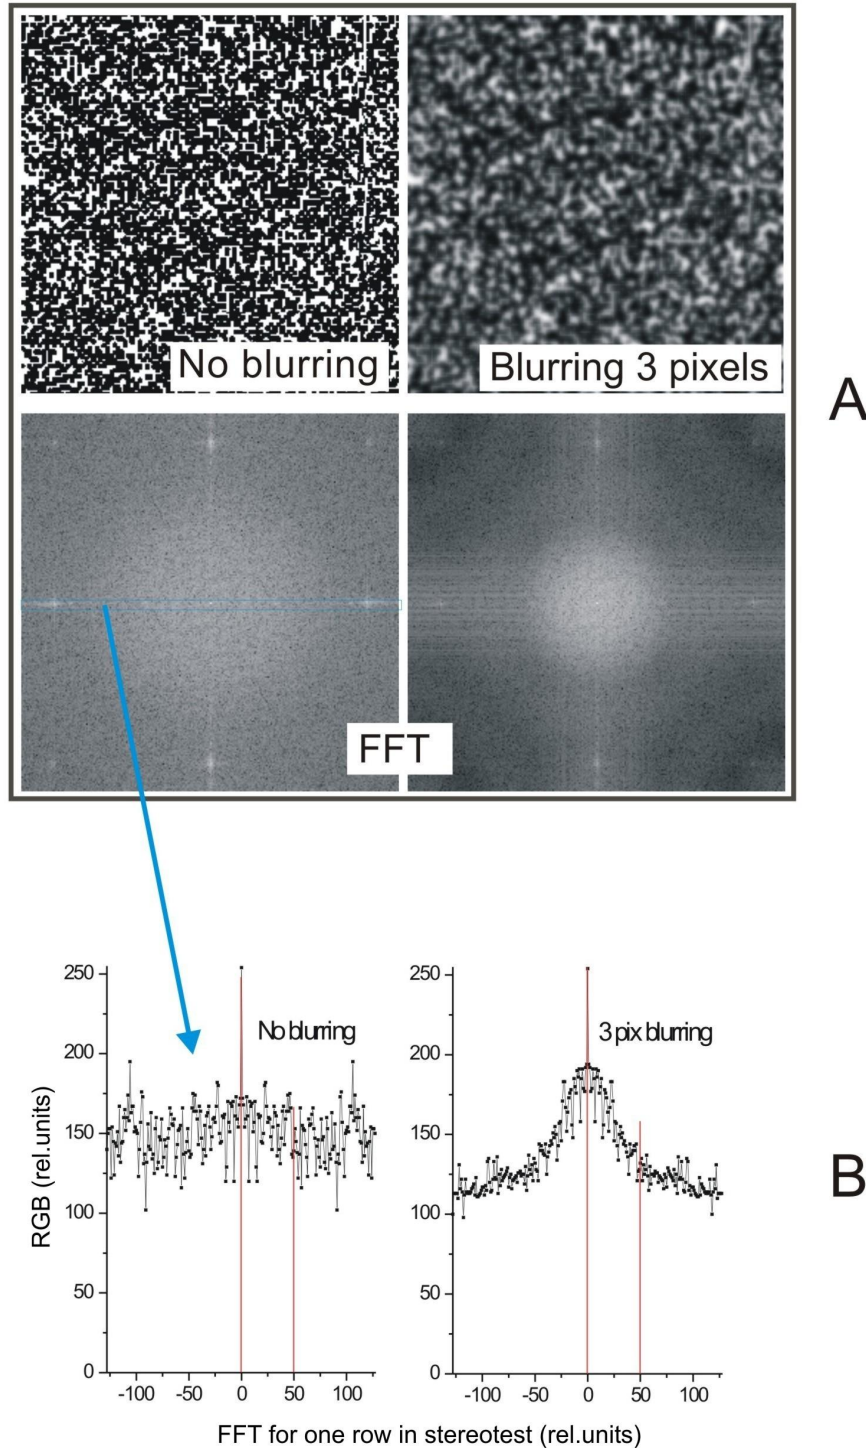 No blurring
Blurring 3 pixels
A
FFT
250
200
150
100
50
0
RGB (rel.units)
No blurring
-100
-50
0
50
100
250
200
150
100
50
0
3 pix blurring
-100
-50
0
50
100
B
FFT for one row in stereotest (rel.units)